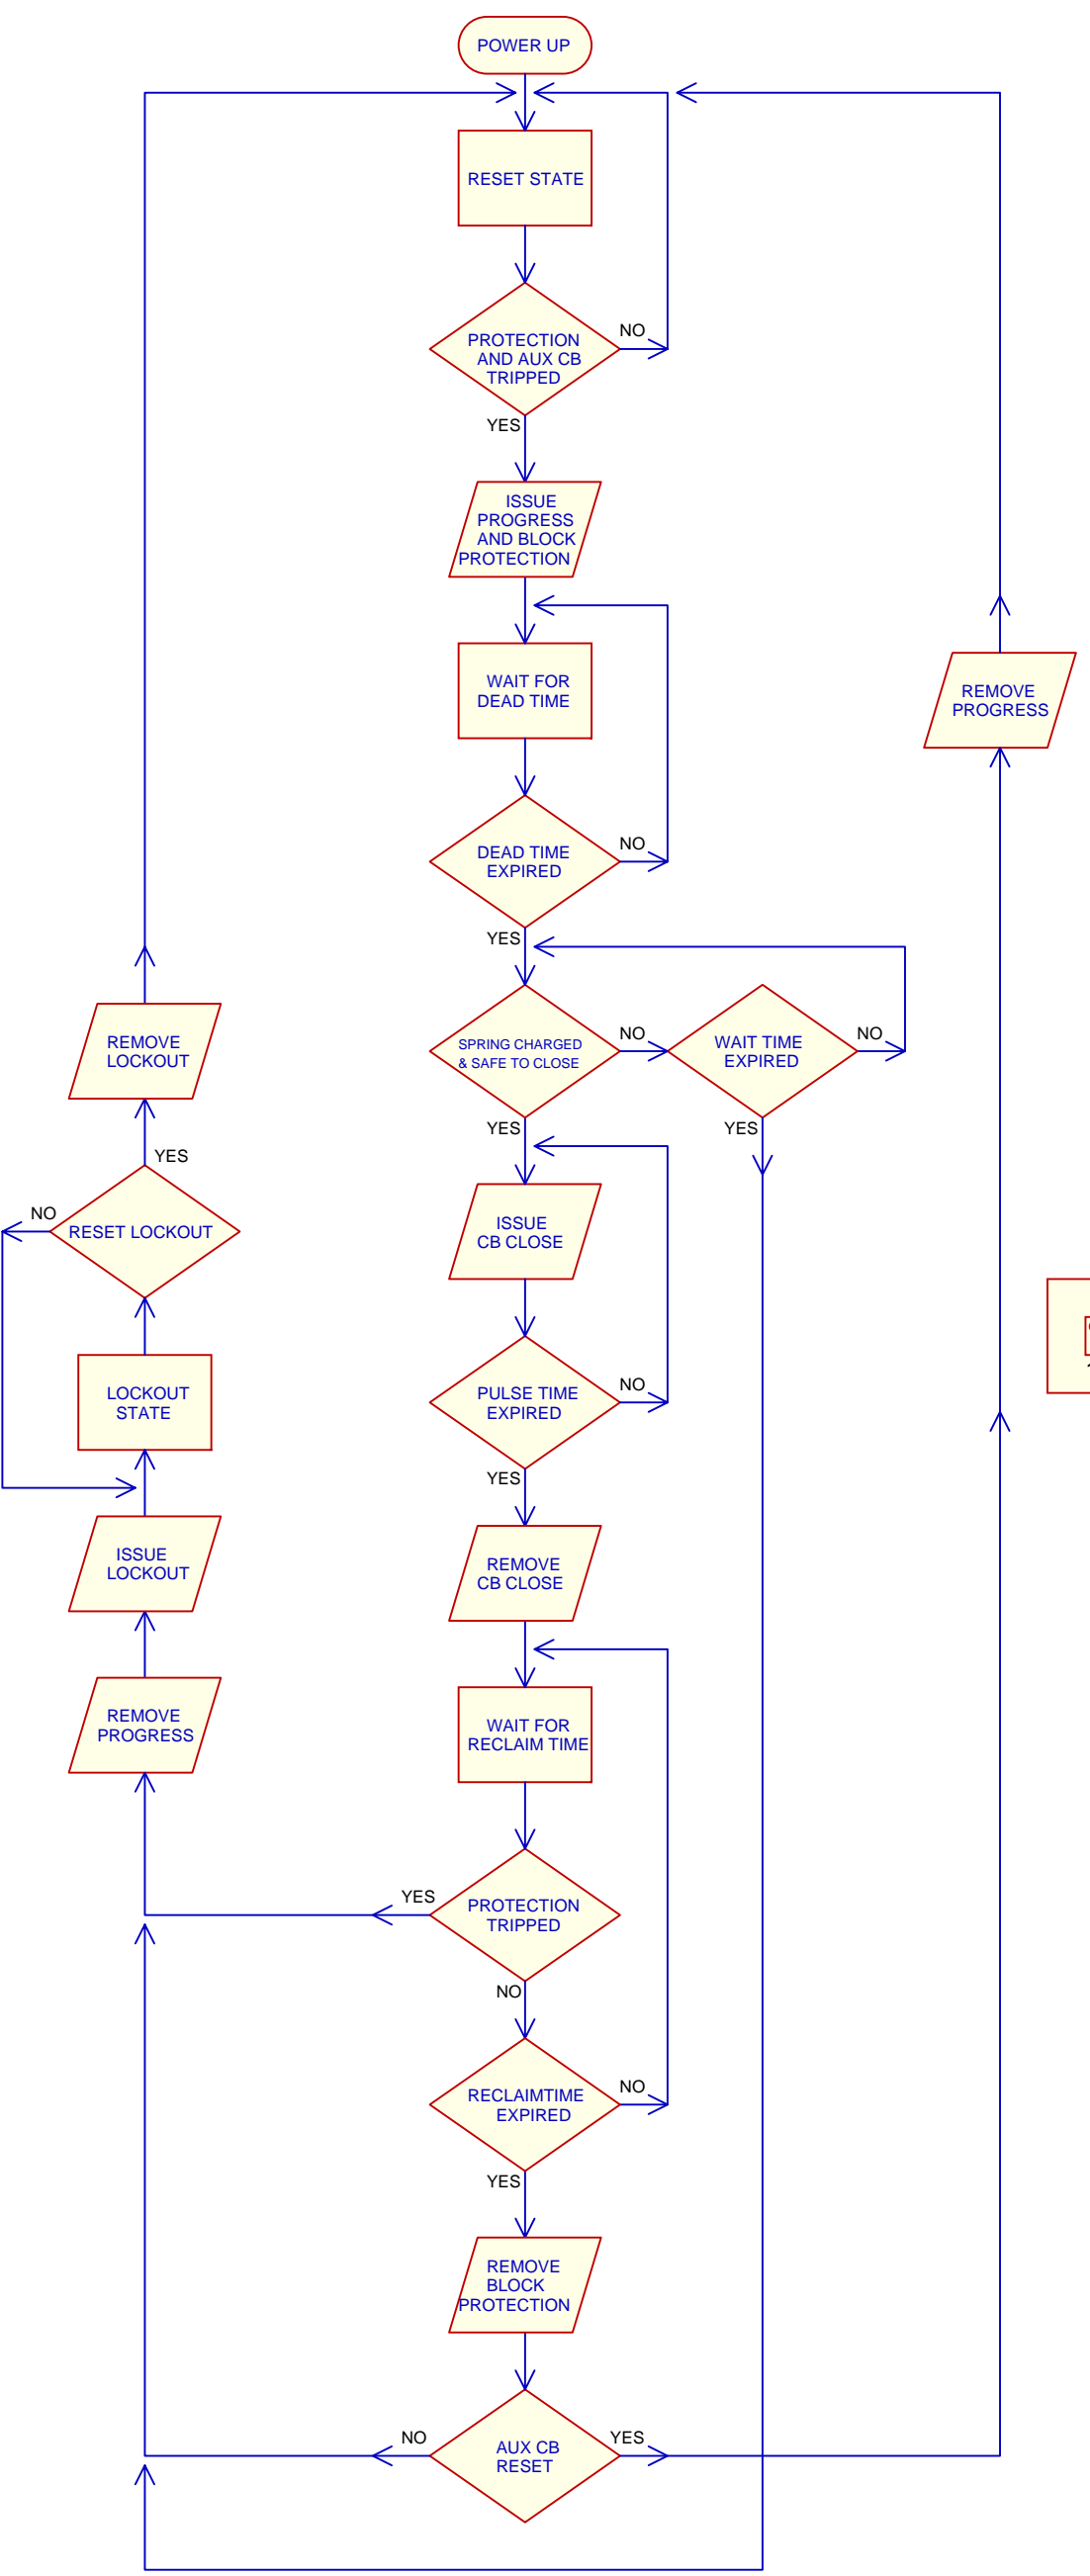 POWER UP
RESET STATE
PROTECTION
AND AUX CB
TRIPPED
NO
YES
ISSUE
PROGRESS
AND BLOCK
PROTECTION
WAIT FOR
DEAD TIME
REMOVE
PROGRESS
DEAD TIME
EXPIRED
NO
YES
SPRING CHARGED
& SAFE TO CLOSE
NO
WAIT TIME
EXPIRED
NO
YES
YES
REMOVE
LOCKOUT
YES
RESET LOCKOUT
NO
LOCKOUT
STATE
ISSUE
LOCKOUT
REMOVE
PROGRESS
ISSUE
CB CLOSE
PULSE TIME
EXPIRED
NO
YES
REMOVE
CB CLOSE
WAIT FOR
RECLAIM TIME
YES
PROTECTION
TRIPPED
NO
RECLAIMTIME
EXPIRED
NO
YES
REMOVE
BLOCK
PROTECTION
NO
AUX CB
RESET
YES